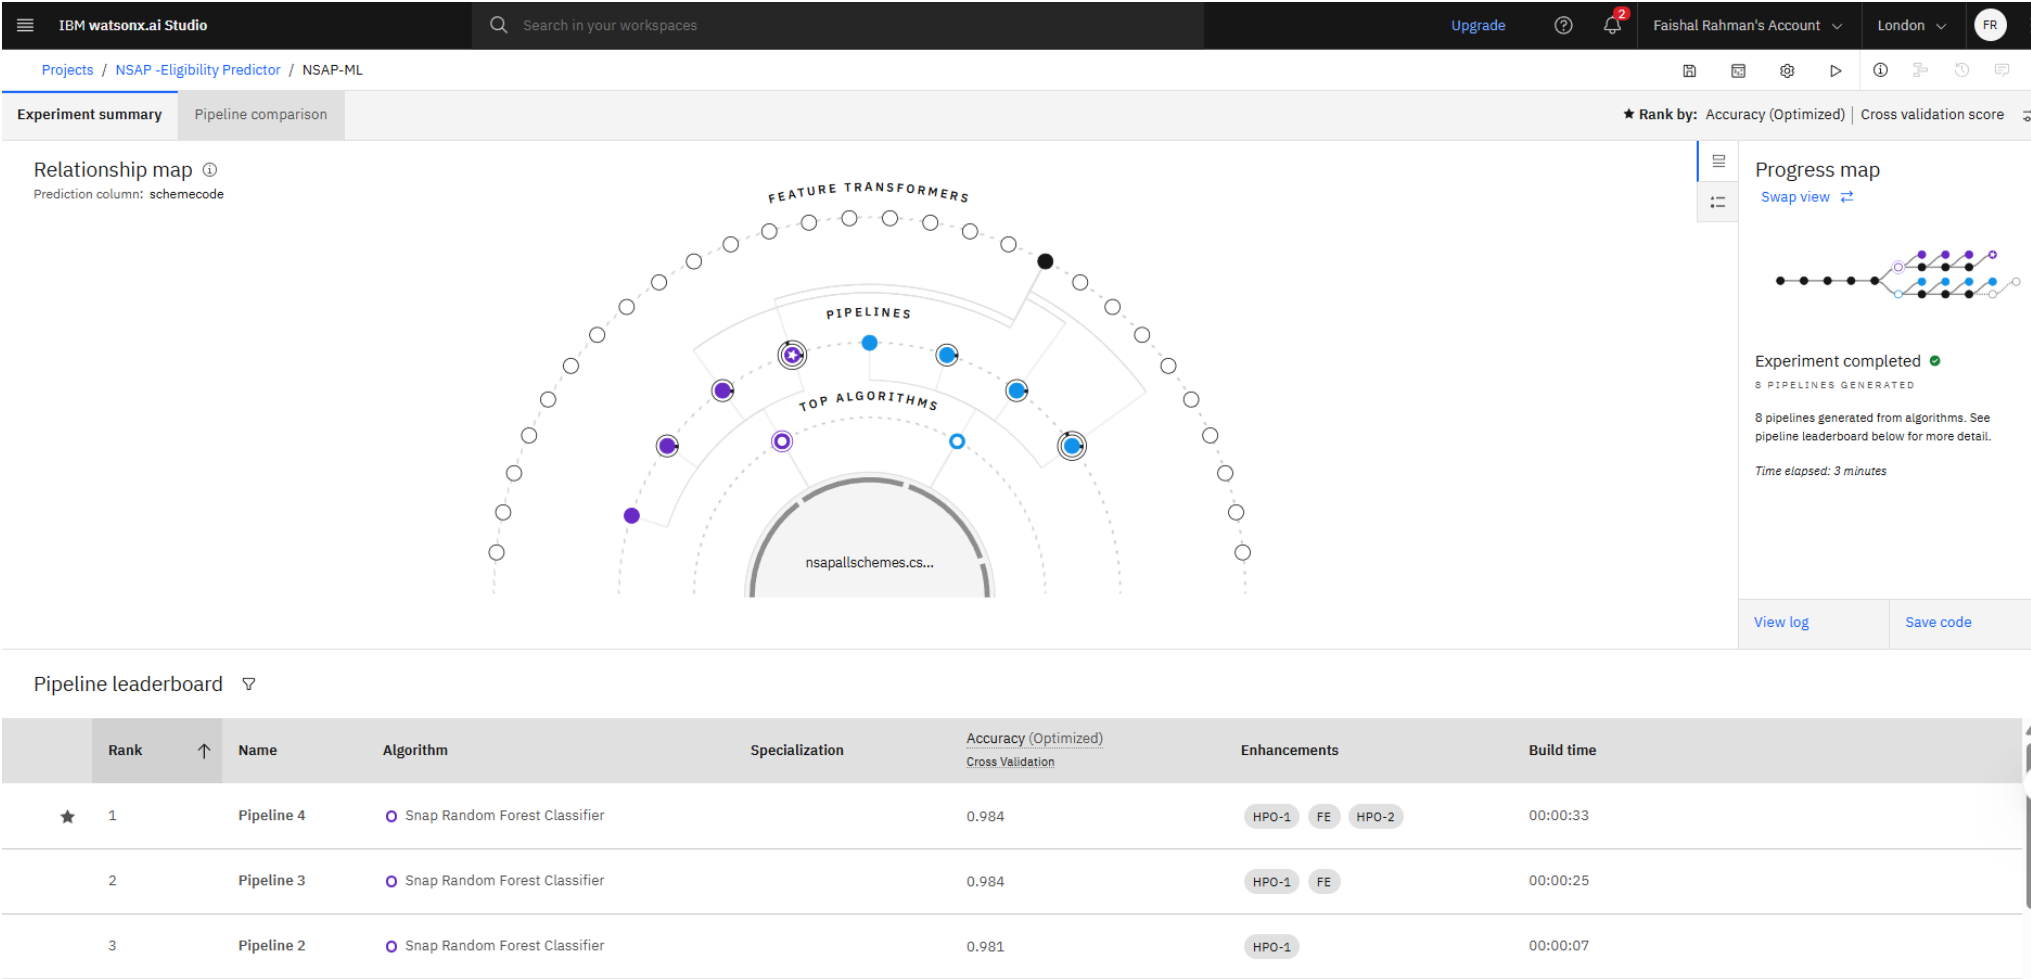 IBM watsonx.ai Studio
Search in your workspaces
Upgrade
2
Faishal Rahman's Account
London
FR
Projects / NSAP -Eligibility Predictor / NSAP-ML
Experiment summary
Pipeline comparison
★ Rank by: Accuracy (Optimized) | Cross validation score
Relationship map
Prediction column: schemecode
FEATURE TRANSFORMERS
PIPELINES
TOP ALGORITHMS
nsapallschemes.cs...
Progress map
Swap view
Experiment completed
8 PIPELINES GENERATED
8 pipelines generated from algorithms. See
pipeline leaderboard below for more detail.
Time elapsed: 3 minutes
View log
Save code
Pipeline leaderboard
Rank Name Algorithm Specialization Accuracy (Optimized) Enhancements Build time
Cross Validation
★ 1 Pipeline 4 Snap Random Forest Classifier 0.984 HPO-1 FE HPO-2 00:00:33
2 Pipeline 3 Snap Random Forest Classifier 0.984 HPO-1 FE 00:00:25
3 Pipeline 2 Snap Random Forest Classifier 0.981 HPO-1 00:00:07